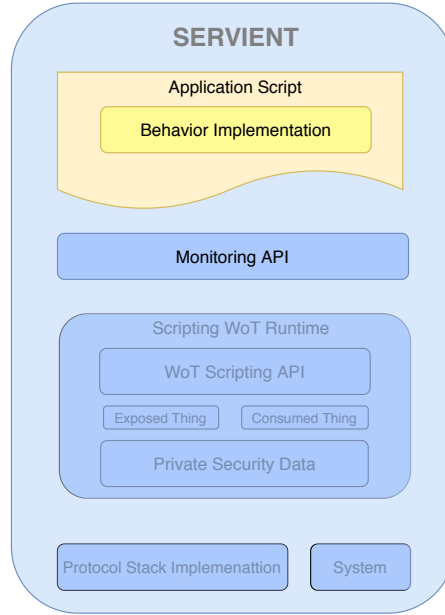 SERVIENT
Application Script
Behavior Implementation
Monitoring API
Scripting WoT Runtime
WoT Scripting API
Exposed Thing
Consumed Thing
Private Security Data
Protocol Stack Implemenattion
System